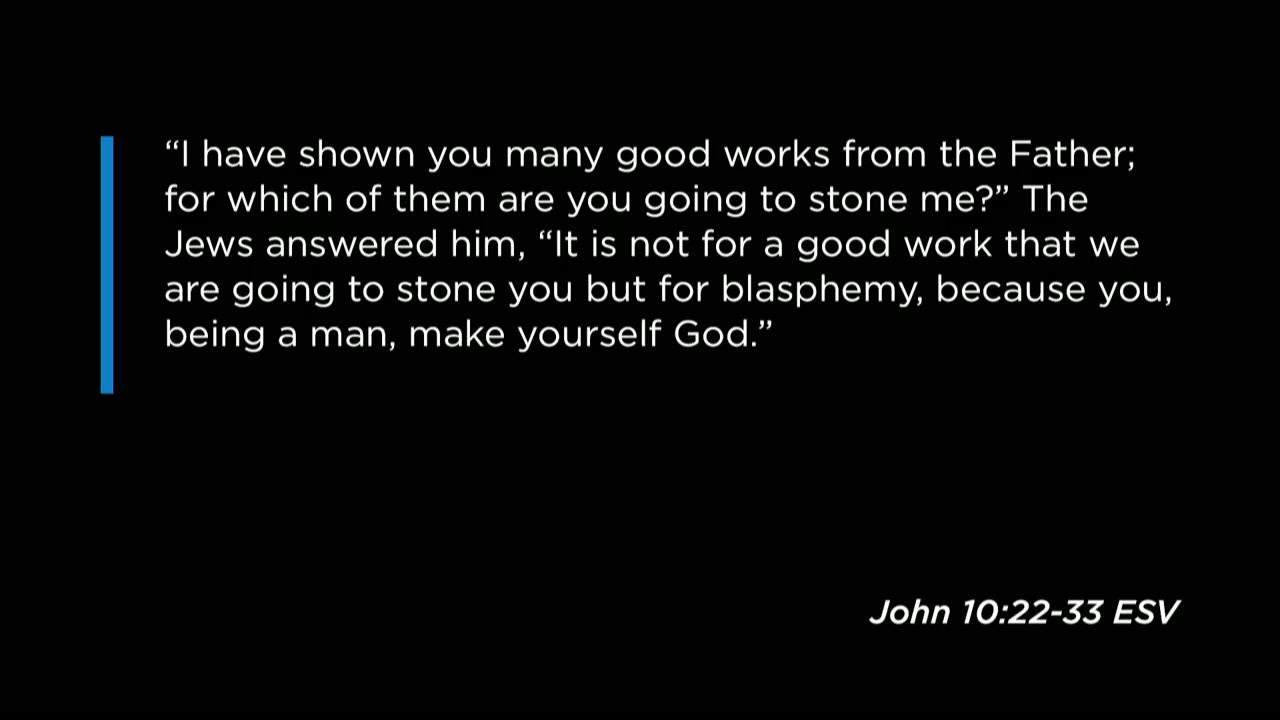 “I have shown you many good works from the Father;
for which of them are you going to stone me?” The
Jews answered him, “It is not for a good work that we
are going to stone you but for blasphemy, because you,
being a man, make yourself God.”
John 10:22-33 ESV